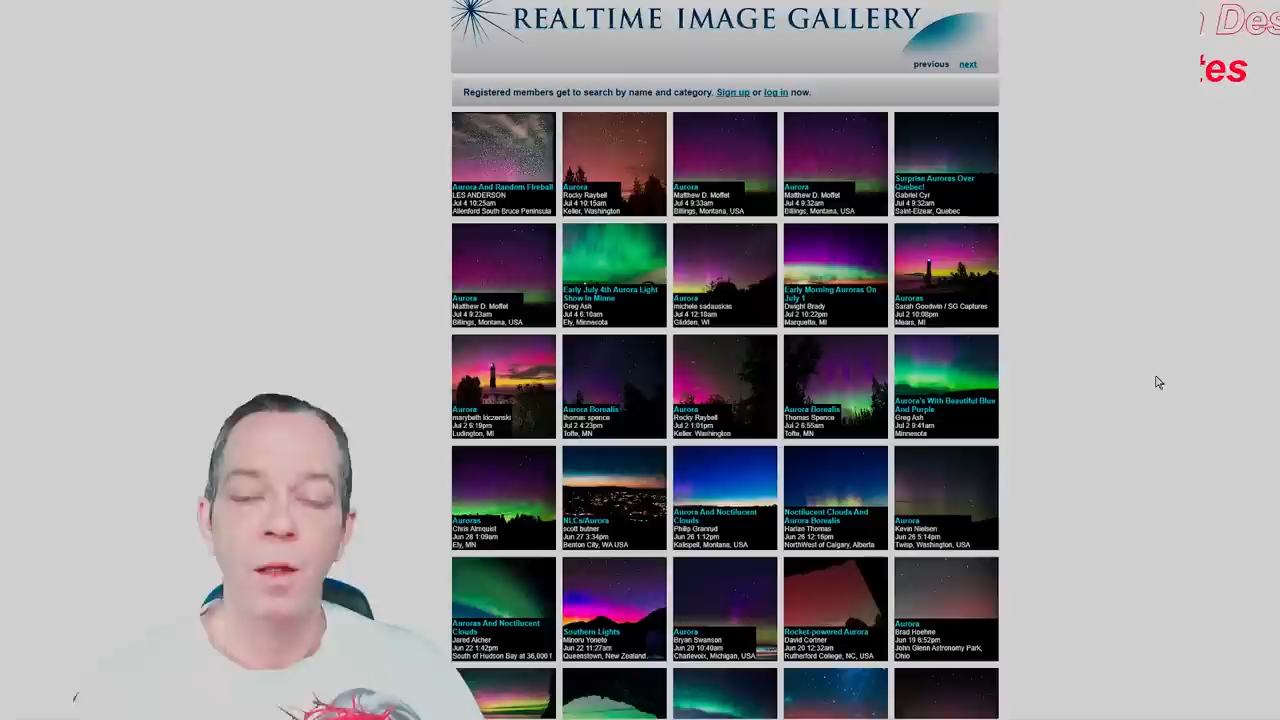 REALTIME IMAGE GALLERY
Des
es
previous next
Registered members get to search by name and category. Sign up or log in now.
Aurora And Random Fireball
LES ANDERSON
Jul 4 10:25am
Allenford South Bruce Peninsula
Aurora
Rocky Raybell
Jul 4 10:15am
Keller, Washington
Aurora
Matthew D. Moffet
Jul 4 9:33am
Billings, Montana, USA
Aurora
Matthew D. Moffet
Jul 4 9:32am
Billings, Montana, USA
Surprise Auroras Over
Quebec!
Gabriel Cyr
Jul 4 9:32am
Saint-Elzear, Quebec
Aurora
Matthew D. Moffet
Jul 4 9:23am
Billings, Montana, USA
Early July 4th Aurora Light
Show In Minne
Greg Ash
Jul 4 6:10am
Ely, Minnesota
Aurora
michele sadauskas
Jul 4 12:18am
Glidden, WI
Early Morning Auroras On
July 1
Dwight Brady
Jul 2 10:22pm
Marquette, MI
Auroras
Sarah Goodwin / SG Captures
Jul 2 10:08pm
Mears, MI
Aurora
marybeth kiczenski
Jul 2 6:19pm
Ludington, MI
Aurora Borealis
thomas spence
Jul 2 4:23pm
Tofte, MN
Aurora
Rocky Raybell
Jul 2 1:01pm
Keller, Washington
Aurora Borealis
Thomas Spence
Jul 2 6:55am
Tofte, MN
Aurora's With Beautiful Blue
And Purple
Greg Ash
Jul 2 9:41am
Minnesota
Auroras
Chris Almquist
Jun 28 1:09am
Ely, MN
NLCs/Aurora
scott butner
Jun 27 3:34pm
Benton City, WA USA
Aurora And Noctilucent
Clouds
Philip Granrud
Jun 26 1:12pm
Kalispell, Montana, USA
Noctilucent Clouds And
Aurora Borealis
Harlan Thomas
Jun 26 12:16pm
NorthWest of Calgary, Alberta
Aurora
Kevin Nielsen
Jun 26 5:14pm
Twisp, Washington, USA
Auroras And Noctilucent
Clouds
Jared Aicher
Jun 22 1:42pm
South of Hudson Bay at 36,000 f
Southern Lights
Minoru Yoneto
Jun 22 11:27am
Queenstown, New Zealand.
Aurora
Bryan Swanson
Jun 20 10:40am
Charlevoix, Michigan, USA
Rocket-powered Aurora
David Cortner
Jun 20 12:32am
Rutherford College, NC, USA
Aurora
Brad Hoehne
Jun 19 6:52pm
John Glenn Astronomy Park,
Ohio